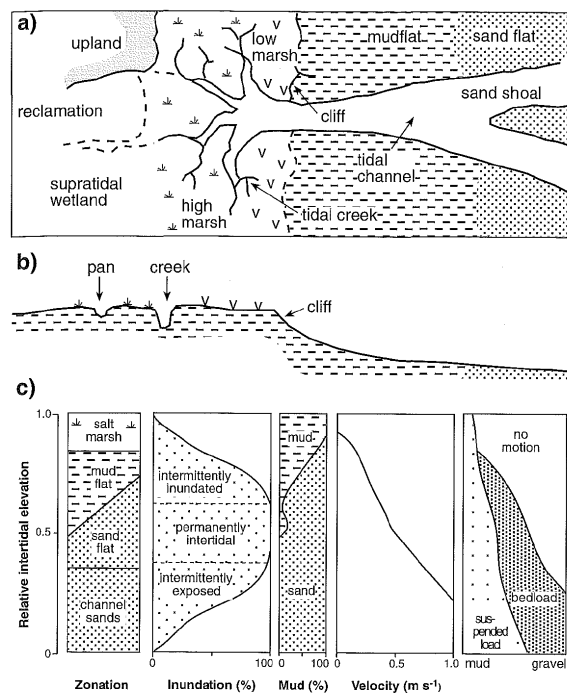 a)
upland
low
marsh
mudflat
sand flat
reclamation
cliff
sand shoal
tidal
channel
supratidal
wetland
high
marsh
tidal creek
b)
pan
creek
cliff
c)
Relative intertidal elevation
1.0
0.5
0
salt
marsh
mud
flat
sand
flat
channel
sands
Zonation
intermittently
inundated
permanently
intertidal
intermittently
exposed
0
100
Inundation (%)
mud
sand
0
100
Mud (%)
0
0.5
1.0
Velocity (m s-1)
no
motion
bedload
sus-
pended
load
mud
gravel